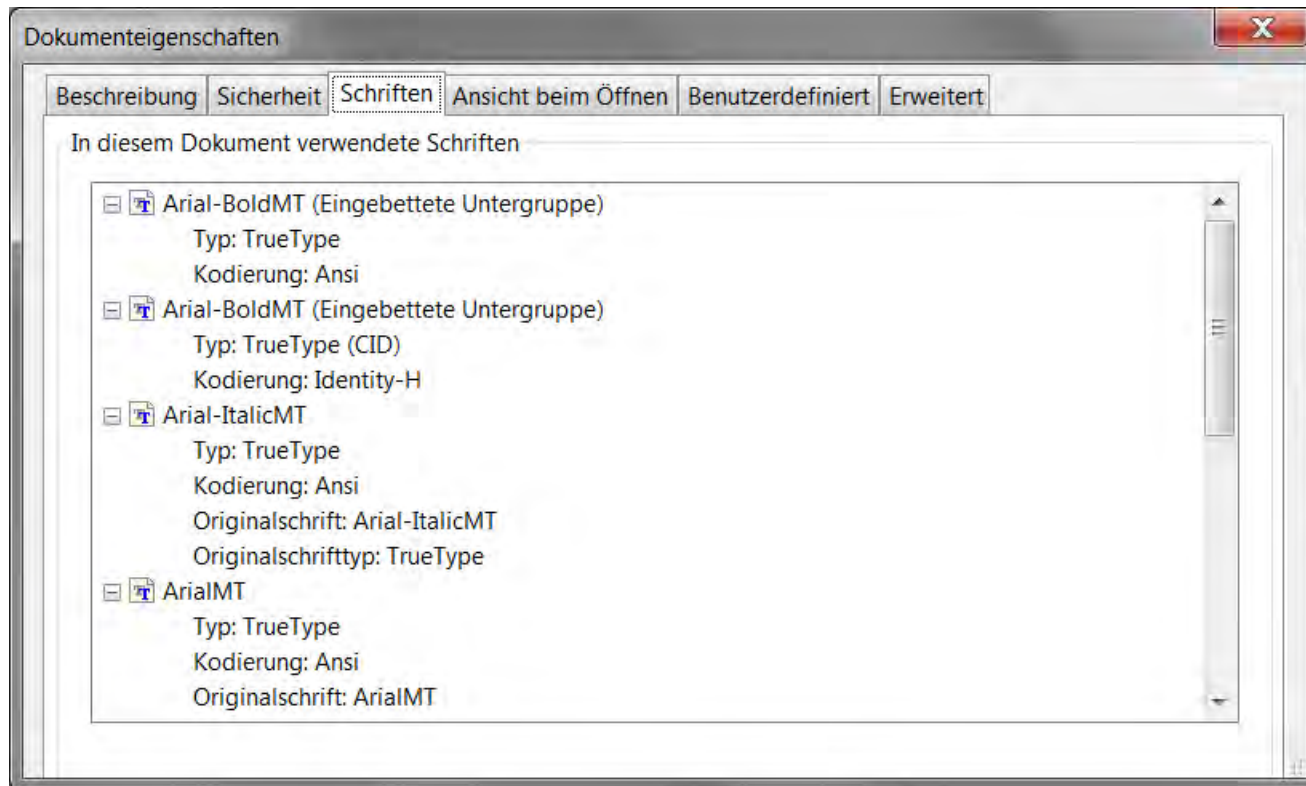 Dokumenteigenschaften
Beschreibung Sicherheit Schriften Ansicht beim Öffnen Benutzerdefiniert Erweitert
In diesem Dokument verwendete Schriften
Arial-BoldMT (Eingebettete Untergruppe)
Typ: TrueType
Kodierung: Ansi
Arial-BoldMT (Eingebettete Untergruppe)
Typ: TrueType (CID)
Kodierung: Identity-H
Arial-ItalicMT
Typ: TrueType
Kodierung: Ansi
Originalschrift: Arial-ItalicMT
Originalschrifttyp: TrueType
ArialMT
Typ: TrueType
Kodierung: Ansi
Originalschrift: ArialMT